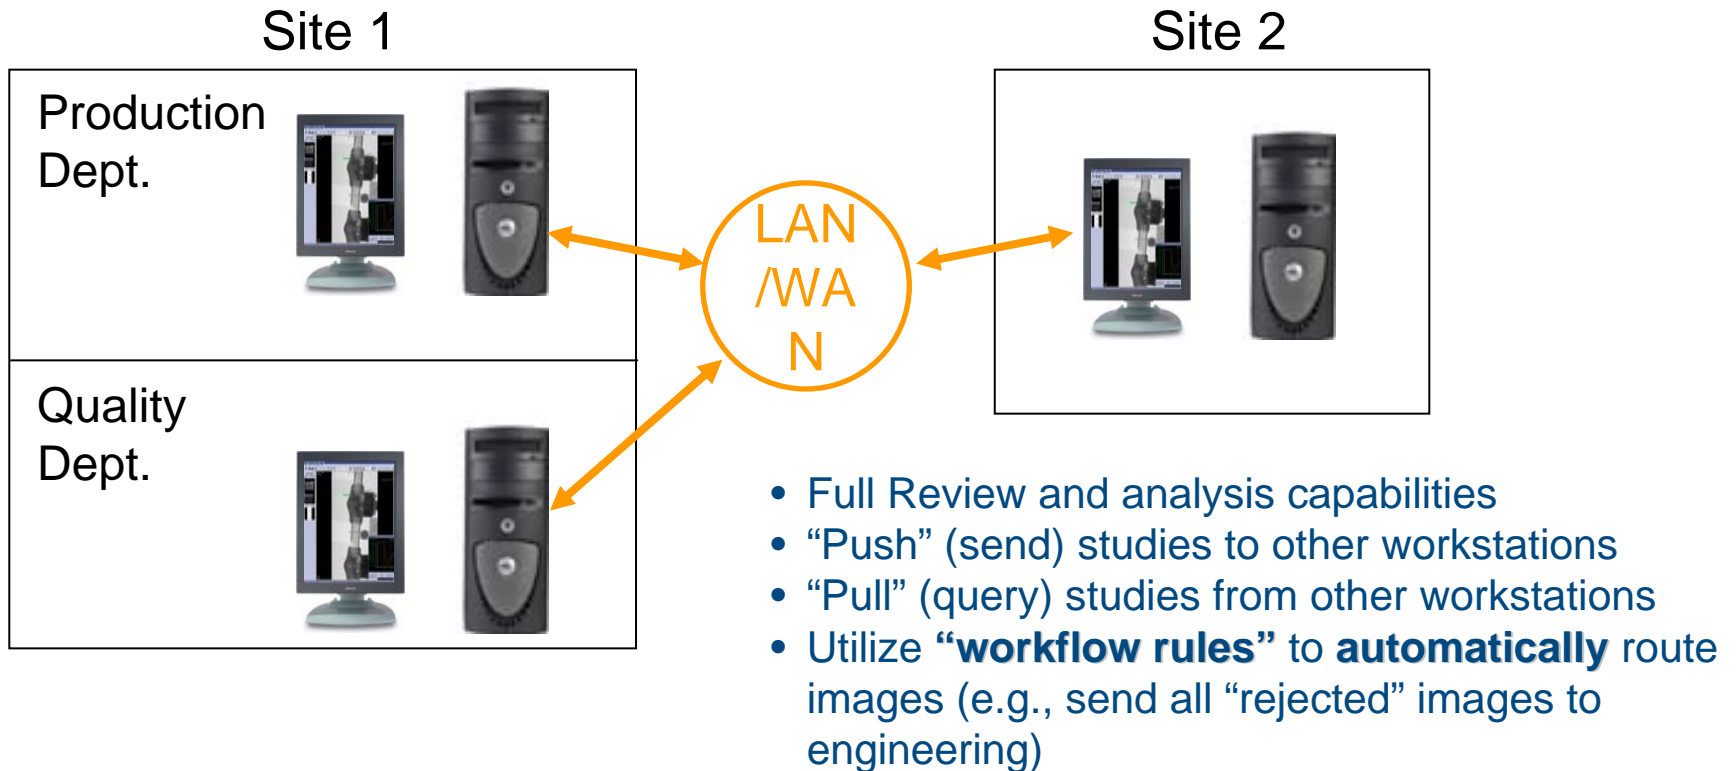 Site 1
Site 2
Production
Dept.
LAN
/WA
N
Quality
Dept.
• Full Review and analysis capabilities
• “Push” (send) studies to other workstations
• “Pull” (query) studies from other workstations
• Utilize “workflow rules” to automatically route
images (e.g., send all “rejected” images to
engineering)